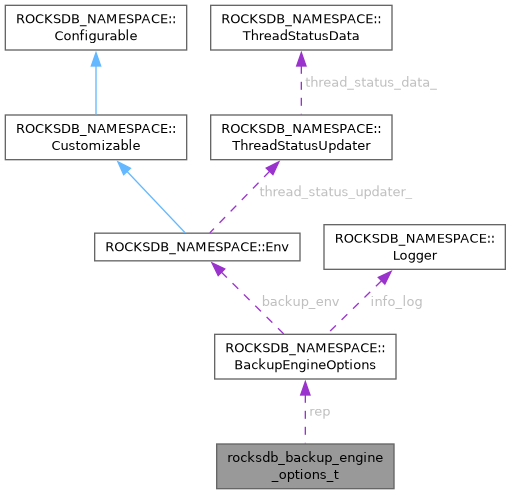 ROCKSDB_NAMESPACE::
Configurable
ROCKSDB_NAMESPACE::
ThreadStatusData
thread_status_data_
ROCKSDB_NAMESPACE::
Customizable
ROCKSDB_NAMESPACE::
ThreadStatusUpdater
thread_status_updater_
ROCKSDB_NAMESPACE::Env
ROCKSDB_NAMESPACE::
Logger
backup_env
info_log
ROCKSDB_NAMESPACE::
BackupEngineOptions
rep
rocksdb_backup_engine
_options_t